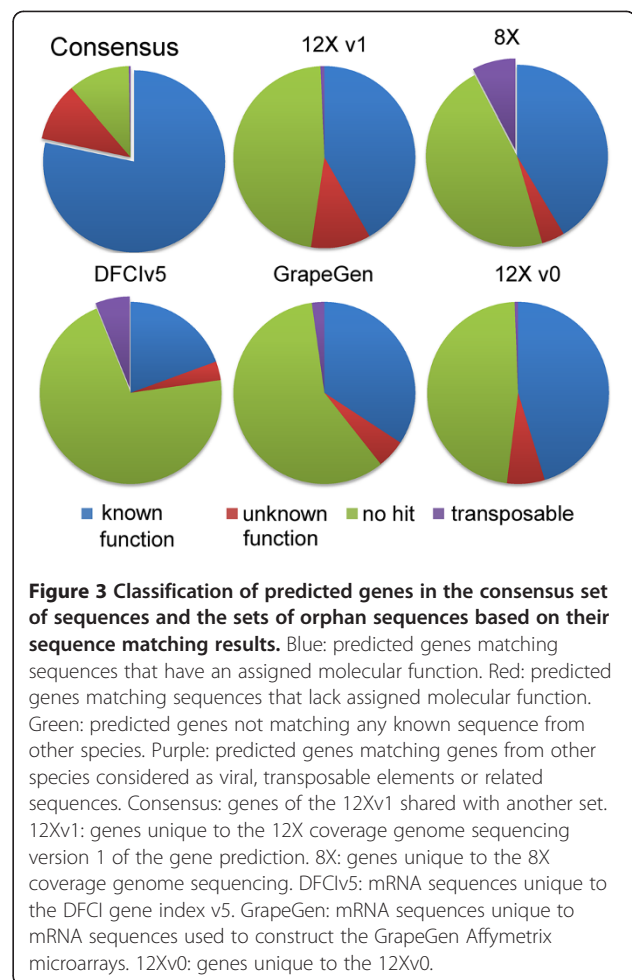 Consensus
12X v1
8X
DFCIv5
GrapeGen
12X v0
known function
unknown function
no hit
transposable
Figure 3 Classification of predicted genes in the consensus set
of sequences and the sets of orphan sequences based on their
sequence matching results. Blue: predicted genes matching
sequences that have an assigned molecular function. Red: predicted
genes matching sequences that lack assigned molecular function.
Green: predicted genes not matching any known sequence from
other species. Purple: predicted genes matching genes from other
species considered as viral, transposable elements or related
sequences. Consensus: genes of the 12Xv1 shared with another set.
12Xv1: genes unique to the 12X coverage genome sequencing
version 1 of the gene prediction. 8X: genes unique to the 8X
coverage genome sequencing. DFCIv5: mRNA sequences unique to
the DFCI gene index v5. GrapeGen: mRNA sequences unique to
mRNA sequences used to construct the GrapeGen Affymetrix
microarrays. 12Xv0: genes unique to the 12Xv0.